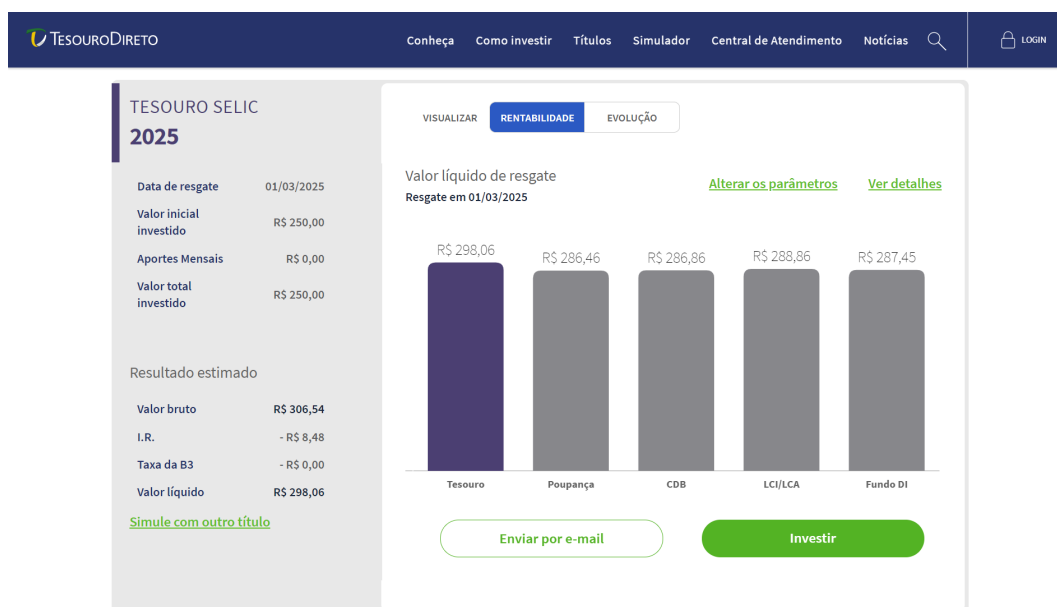 TESOURODIRETO
Conheça Como investir Títulos Simulador Central de Atendimento Notícias LOGIN
TESOURO SELIC
2025
Data de resgate 01/03/2025
Valor inicial
investido R$ 250,00
Aportes Mensais R$ 0,00
Valor total
investido R$ 250,00
Resultado estimado
Valor bruto R$ 306,54
I.R. - R$ 8,48
Taxa da B3 - R$ 0,00
Valor líquido R$ 298,06
Simule com outro título
VISUALIZAR RENTABILIDADE EVOLUÇÃO
Valor líquido de resgate
Resgate em 01/03/2025
Alterar os parâmetros Ver detalhes
R$ 298,06 R$ 286,46 R$ 286,86 R$ 288,86 R$ 287,45
Tesouro Poupança CDB LCI/LCA Fundo DI
Enviar por e-mail Investir